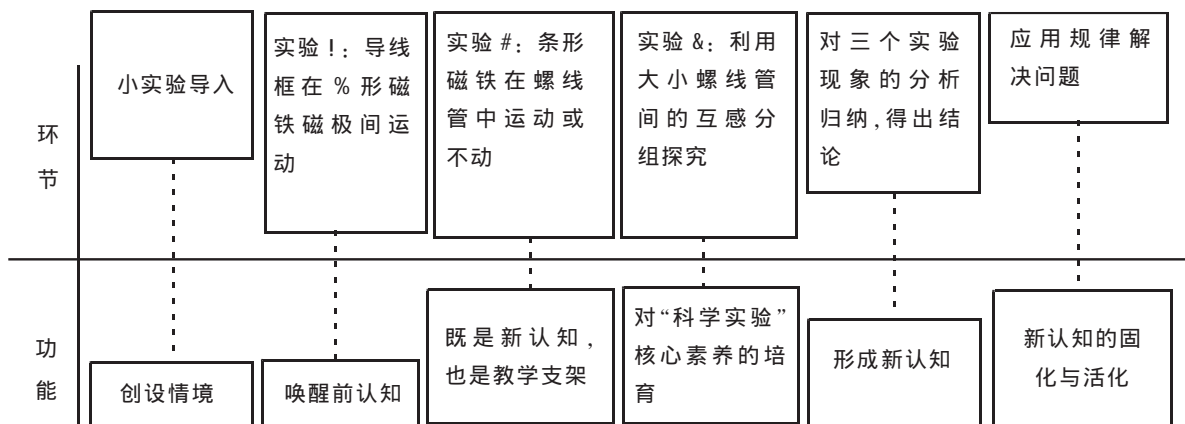 环
节
小实验导入
实验！：导线
框在％形磁
铁磁极间运
动
实验 #：条形
磁铁在螺线
管中运动或
不动
实验 &：利用
大小螺线管
间的互感分
组探究
对三个实验
现象的分析
归纳,得出结
论
应用规律解
决问题
功
能
创设情境
唤醒前认知
既是新认知,
也是教学支架
对“科学实验”
核心素养的培
育
形成新认知
新认知的固
化与活化